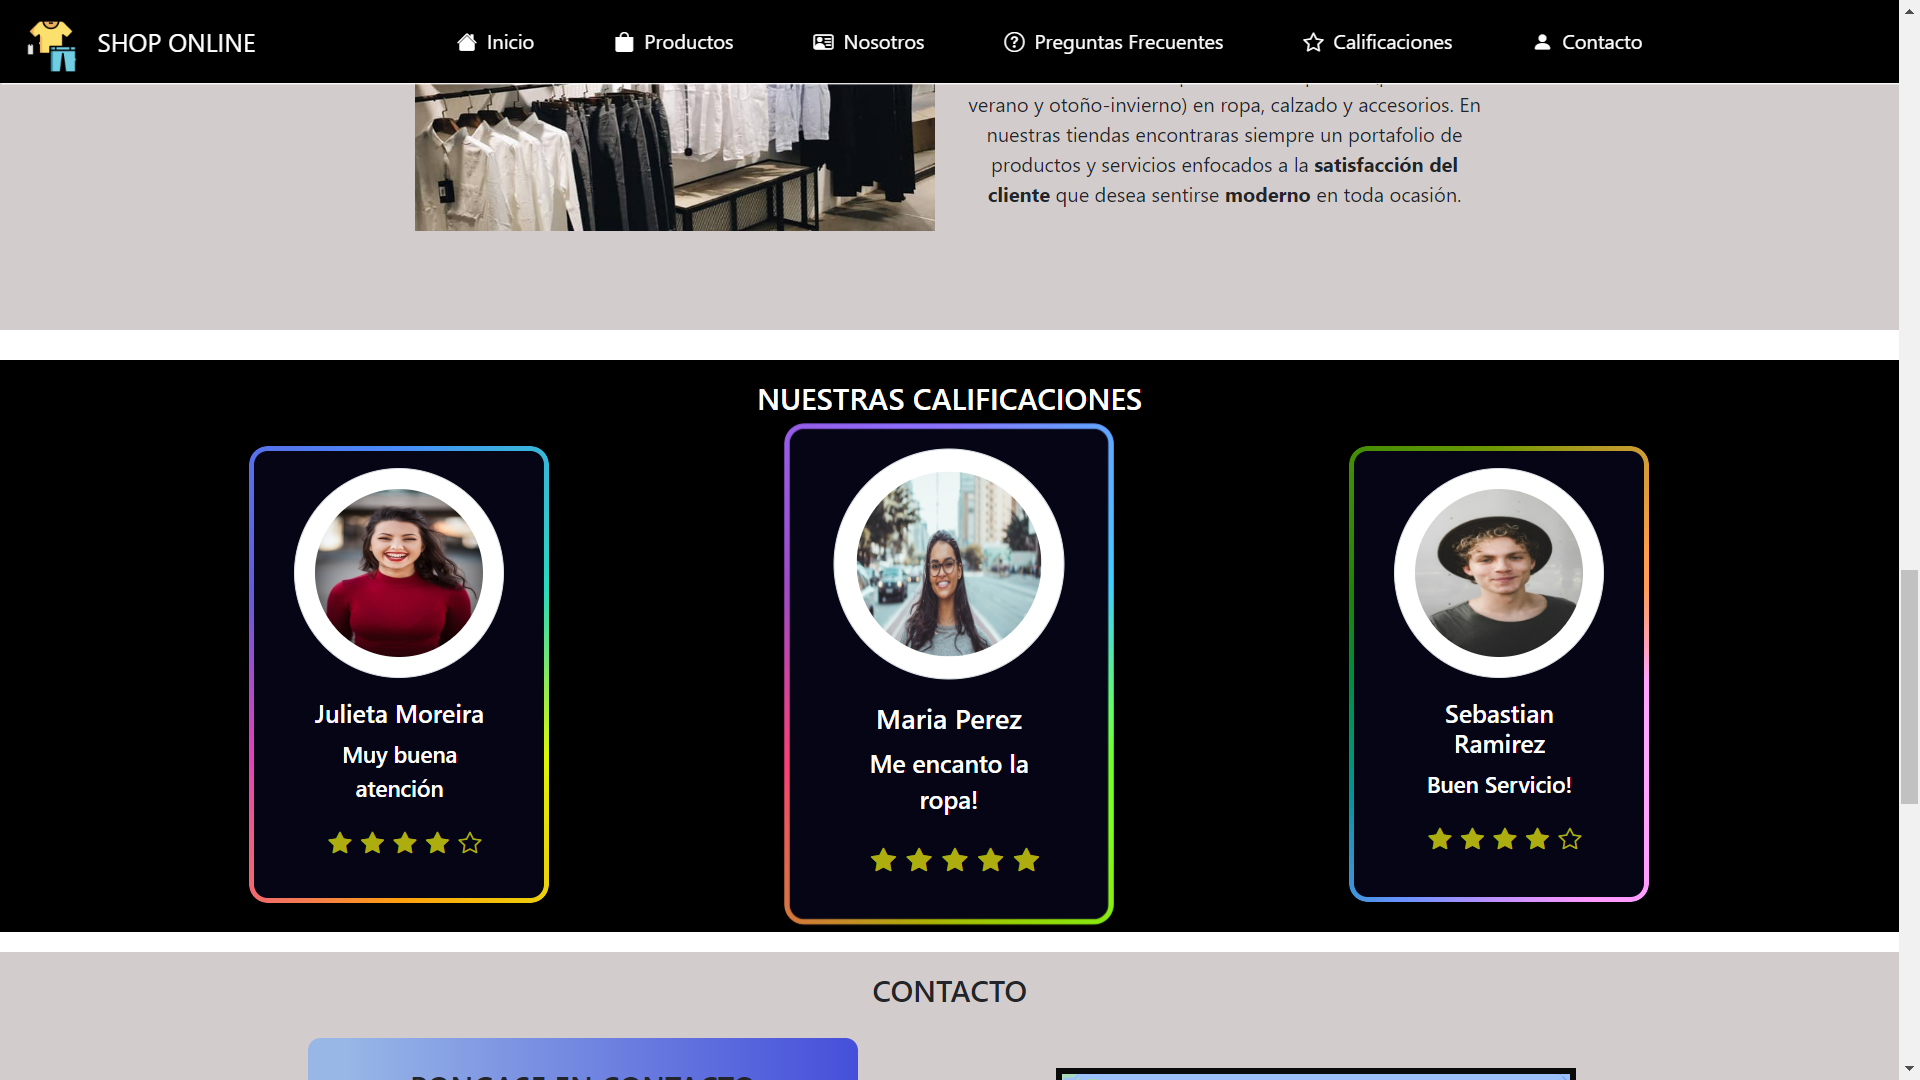 SHOP ONLINE
Inicio
Productos
Nosotros
Preguntas Frecuentes
Calificaciones
Contacto
verano y otoño-invierno) en ropa, calzado y accesorios. En
nuestras tiendas encontraras siempre un portafolio de
productos y servicios enfocados a la satisfacción del
cliente que desea sentirse moderno en toda ocasión.
NUESTRAS CALIFICACIONES
Julieta Moreira
Muy buena
atención
Maria Perez
Me encanto la
ropa!
Sebastian
Ramirez
Buen Servicio!
CONTACTO